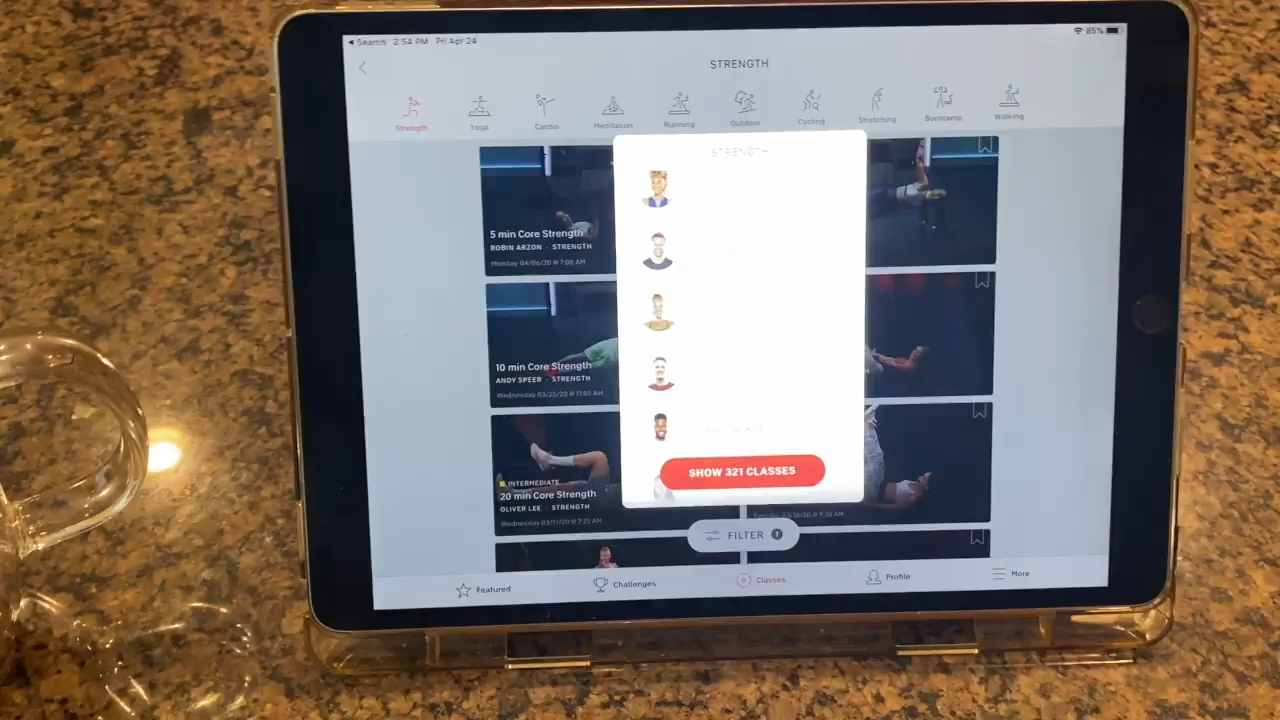 Search 2:54 PM Fri Apr 24
85%
STRENGTH
Strength Yoga Cardio Meditation Running Outdoor Cycling Stretching Bootcamp Walking
STRENGTH
5 min Core Strength
ROBIN ARZON · STRENGTH
Monday 04/06/20 @ 7:00 AM
10 min Core Strength
ANDY SPEER · STRENGTH
Wednesday 03/25/20 @ 11:05 AM
INTERMEDIATE
20 min Core Strength
OLIVER LEE · STRENGTH
Wednesday 03/11/20 @ 7:25 AM
SHOW 321 CLASSES
FILTER 1
Featured Challenges Classes Profile More